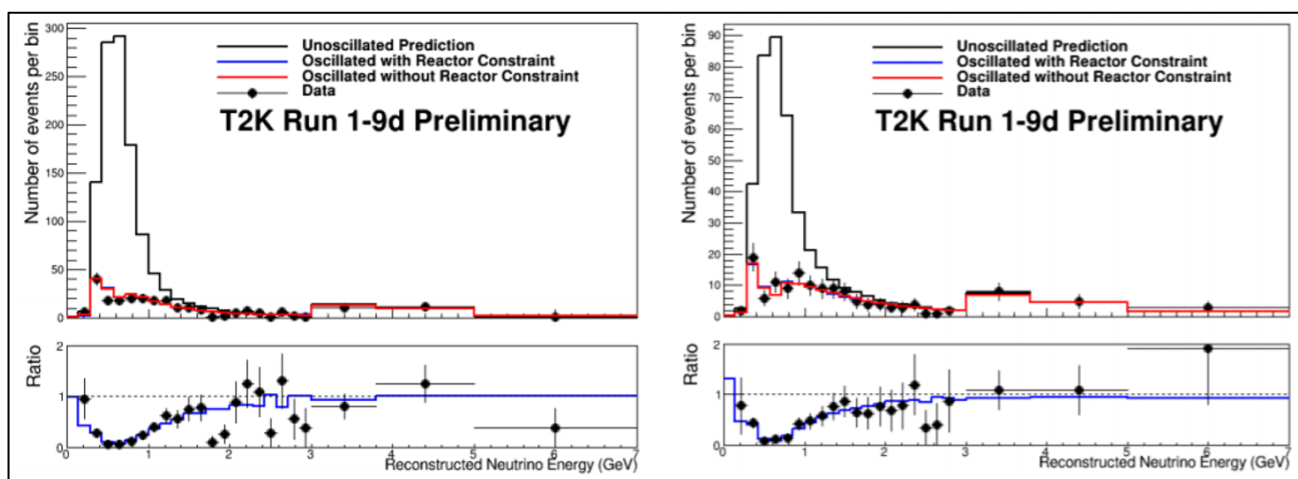 Number of events per bin
300
250
200
150
100
50
0
Unoscillated Prediction
Oscillated with Reactor Constraint
Oscillated without Reactor Constraint
Data
T2K Run 1-9d Preliminary
Ratio
2
1
0
0 1 2 3 4 5 6 7
Reconstructed Neutrino Energy (GeV)
Number of events per bin
90
80
70
60
50
40
30
20
10
0
Unoscillated Prediction
Oscillated with Reactor Constraint
Oscillated without Reactor Constraint
Data
T2K Run 1-9d Preliminary
Ratio
2
1
0
0 1 2 3 4 5 6 7
Reconstructed Neutrino Energy (GeV)